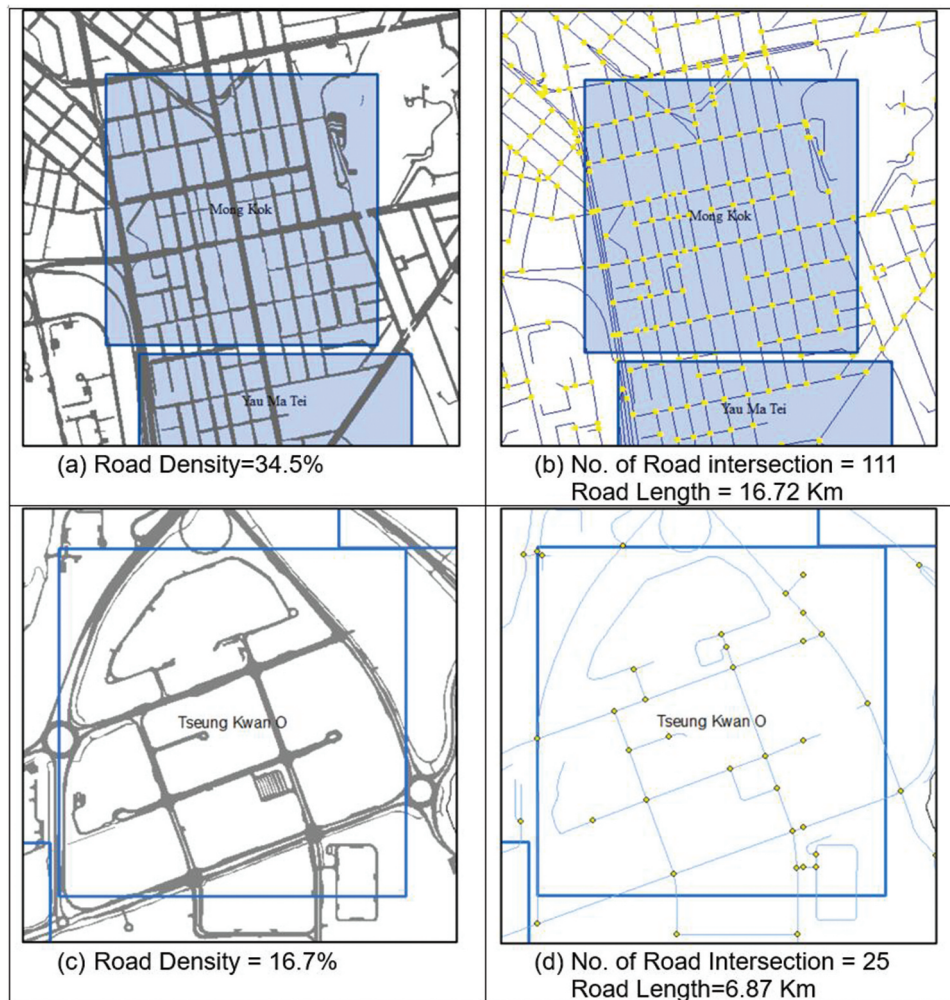 Mong Kok
Yau Ma Tei
Mong Kok
Yau Ma Tei
(a) Road Density=34.5%
(b) No. of Road intersection = 111
Road Length = 16.72 Km
Tseung Kwan O
Tseung Kwan O
(c) Road Density = 16.7%
(d) No. of Road Intersection = 25
Road Length=6.87 Km